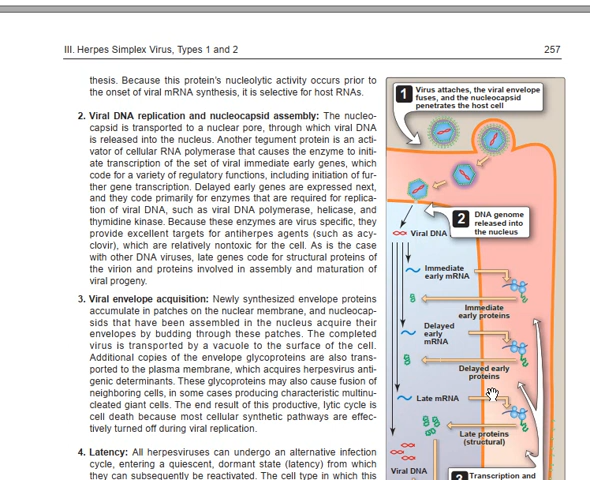 III. Herpes Simplex Virus, Types 1 and 2
257
thesis. Because this protein's nucleolytic activity occurs prior to
the onset of viral mRNA synthesis, it is selective for host RNAs.
2. Viral DNA replication and nucleocapsid assembly: The nucleo-
capsid is transported to a nuclear pore, through which viral DNA
is released into the nucleus. Another tegument protein is an acti-
vator of cellular RNA polymerase that causes the enzyme to initi-
ate transcription of the set of viral immediate early genes, which
code for a variety of regulatory functions, including initiation of fur-
ther gene transcription. Delayed early genes are expressed next,
and they code primarily for enzymes that are required for replica-
tion of viral DNA, such as viral DNA polymerase, helicase, and
thymidine kinase. Because these enzymes are virus specific, they
provide excellent targets for antiherpes agents (such as acy-
clovir), which are relatively nontoxic for the cell. As is the case
with other DNA viruses, late genes code for structural proteins of
the virion and proteins involved in assembly and maturation of
viral progeny.
3. Viral envelope acquisition: Newly synthesized envelope proteins
accumulate in patches on the nuclear membrane, and nucleocap-
sids that have been assembled in the nucleus acquire their
envelopes by budding through these patches. The completed
virus is transported by a vacuole to the surface of the cell.
Additional copies of the envelope glycoproteins are also trans-
ported to the plasma membrane, which acquires herpesvirus anti-
genic determinants. These glycoproteins may also cause fusion of
neighboring cells, in some cases producing characteristic multinu-
cleated giant cells. The end result of this productive, lytic cycle is
cell death because most cellular synthetic pathways are effec-
tively turned off during viral replication.
4. Latency: All herpesviruses can undergo an alternative infection
cycle, entering a quiescent, dormant state (latency) from which
they can subsequently be reactivated. The cell type in which this
1
Virus attaches, the viral envelope
fuses, and the nucleocapsid
penetrates the host cell
2
DNA genome
released into
the nucleus
Viral DNA
Immediate
early mRNA
Immediate
early proteins
Delayed
early
mRNA
Delayed early
proteins
Late mRNA
Late proteins
(structural)
Viral DNA
Transcription and